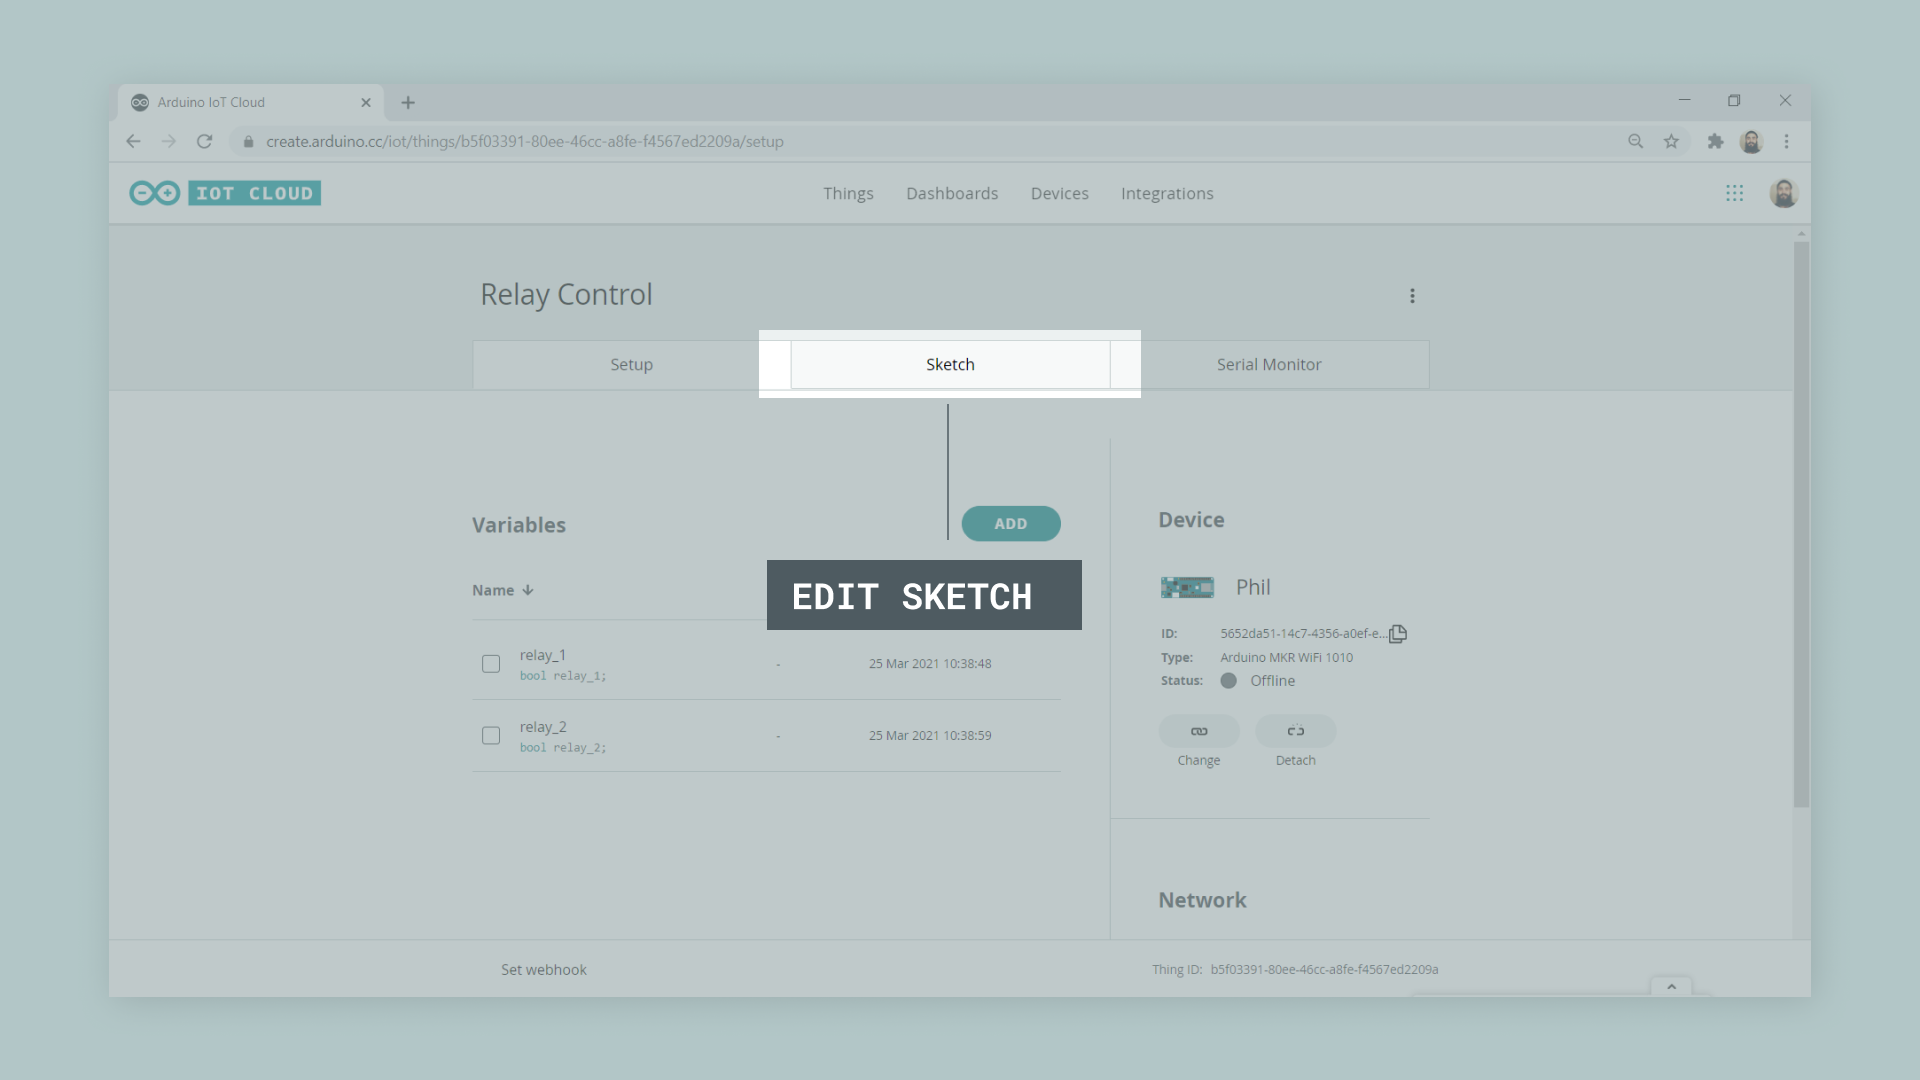 Arduino IoT Cloud
create.arduino.cc/iot/things/b5f03391-80ee-46cc-a8fe-f4567ed2209a/setup
IOT CLOUD
Things Dashboards Devices Integrations
Relay Control
Setup Sketch Serial Monitor
Variables
ADD
EDIT SKETCH
Name
relay_1
bool relay_1;
- 25 Mar 2021 10:38:48
relay_2
bool relay_2;
- 25 Mar 2021 10:38:59
Device
Phil
ID: 5652da51-14c7-4356-a0ef-e...
Type: Arduino MKR WiFi 1010
Status: Offline
Change Detach
Network
Set webhook
Thing ID: b5f03391-80ee-46cc-a8fe-f4567ed2209a